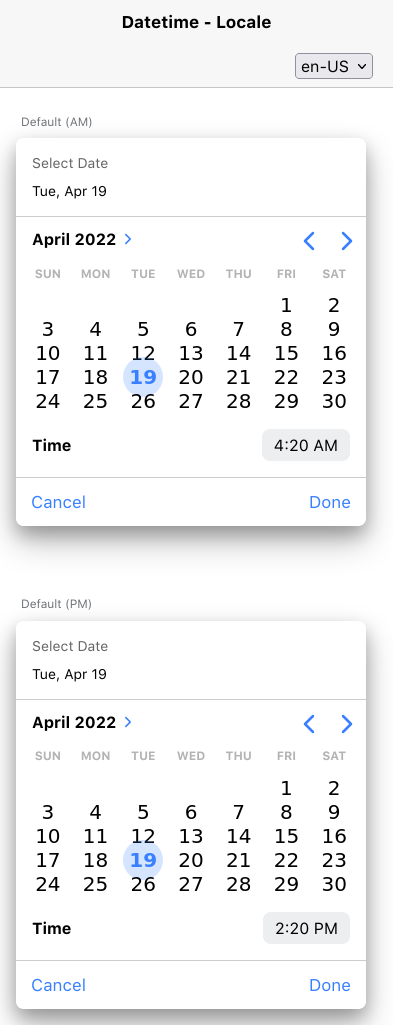 Datetime - Locale
en-US
Default (AM)
Select Date
Tue, Apr 19
April 2022
SUN MON TUE WED THU FRI SAT
1 2
3 4 5 6 7 8 9
10 11 12 13 14 15 16
17 18 19 20 21 22 23
24 25 26 27 28 29 30
Time 4:20 AM
Cancel Done
Default (PM)
Select Date
Tue, Apr 19
April 2022
SUN MON TUE WED THU FRI SAT
1 2
3 4 5 6 7 8 9
10 11 12 13 14 15 16
17 18 19 20 21 22 23
24 25 26 27 28 29 30
Time 2:20 PM
Cancel Done